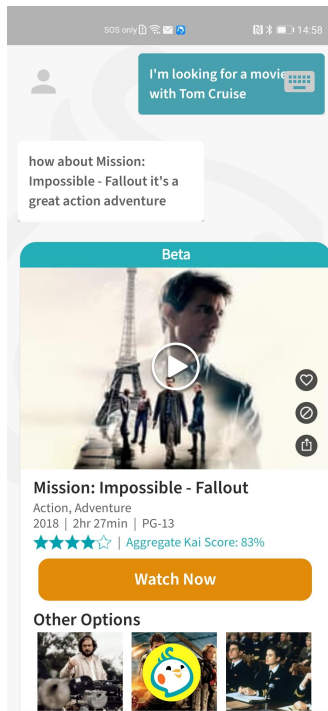 SOS only 14:58
I'm looking for a movie
with Tom Cruise
how about Mission:
Impossible - Fallout it's a
great action adventure
Beta
Mission: Impossible - Fallout
Action, Adventure
2018 | 2hr 27min | PG-13
| Aggregate Kai Score: 83%
Watch Now
Other Options